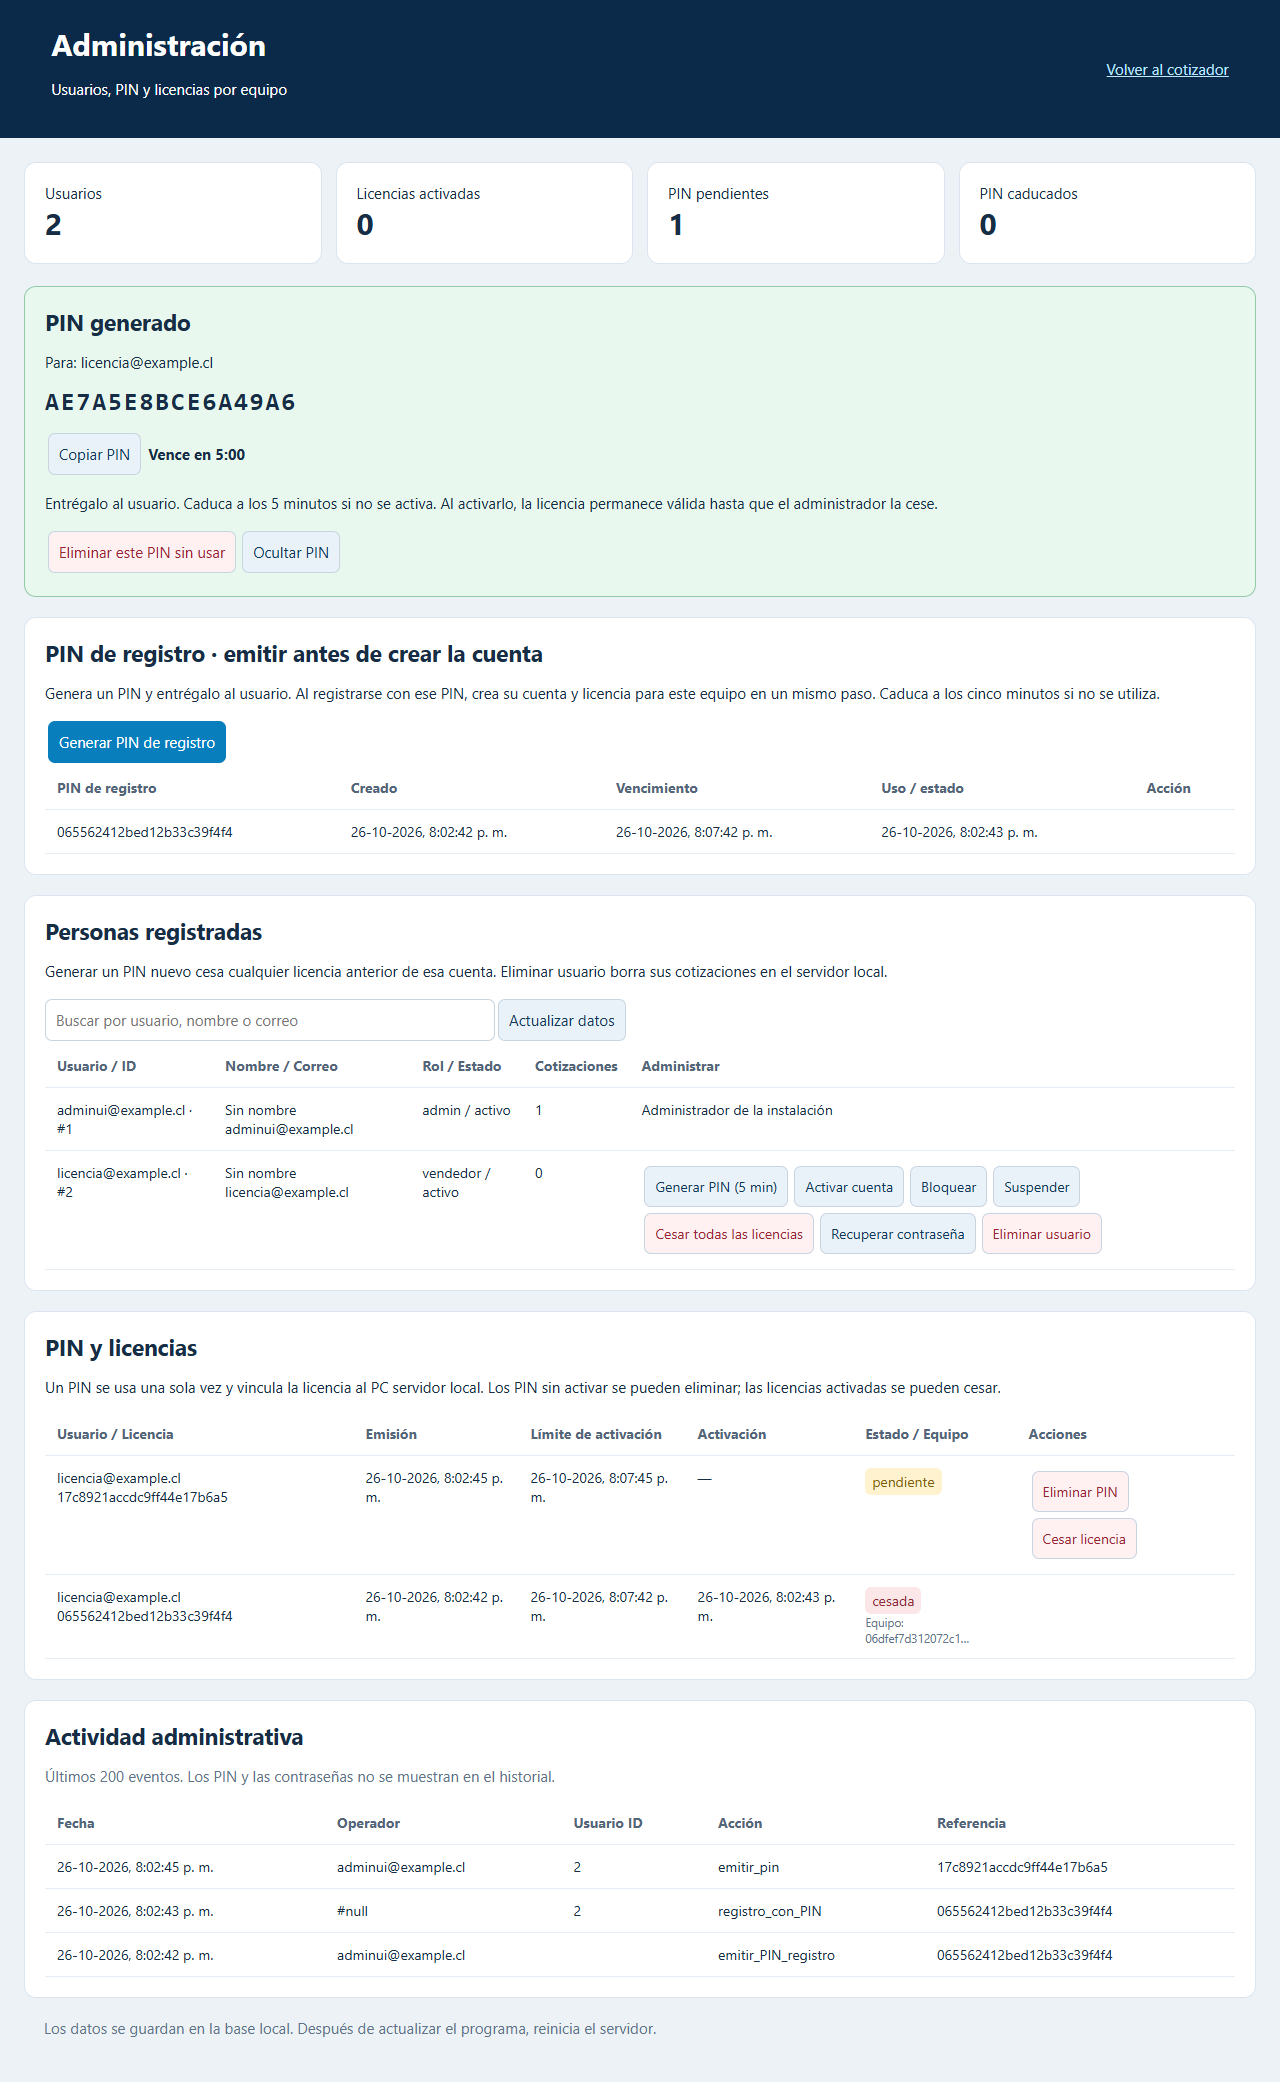 Administración
Usuarios, PIN y licencias por equipo
Volver al cotizador
Usuarios
2
Licencias activadas
0
PIN pendientes
1
PIN caducados
0
PIN generado
Para: licencia@example.cl
AE7A5E8BCE6A49A6
Copiar PIN Vence en 5:00
Entrégalo al usuario. Caduca a los 5 minutos si no se activa. Al activarlo, la licencia permanece válida hasta que el administrador la cese.
Eliminar este PIN sin usar Ocultar PIN
PIN de registro · emitir antes de crear la cuenta
Genera un PIN y entrégalo al usuario. Al registrarse con ese PIN, crea su cuenta y licencia para este equipo en un mismo paso. Caduca a los cinco minutos si no se utiliza.
Generar PIN de registro
PIN de registro Creado Vencimiento Uso / estado Acción
065562412bed12b33c39f4f4 26-10-2026, 8:02:42 p. m. 26-10-2026, 8:07:42 p. m. 26-10-2026, 8:02:43 p. m.
Personas registradas
Generar un PIN nuevo cesa cualquier licencia anterior de esa cuenta. Eliminar usuario borra sus cotizaciones en el servidor local.
Buscar por usuario, nombre o correo Actualizar datos
Usuario / ID Nombre / Correo Rol / Estado Cotizaciones Administrar
adminui@example.cl · Sin nombre admin / activo 1 Administrador de la instalación
#1 adminui@example.cl
licencia@example.cl · Sin nombre vendedor / 0
#2 licencia@example.cl activo
Generar PIN (5 min) Activar cuenta Bloquear Suspender
Cesar todas las licencias Recuperar contraseña Eliminar usuario
PIN y licencias
Un PIN se usa una sola vez y vincula la licencia al PC servidor local. Los PIN sin activar se pueden eliminar; las licencias activadas se pueden cesar.
Usuario / Licencia Emisión Límite de activación Activación Estado / Equipo Acciones
licencia@example.cl 26-10-2026, 8:02:45 p. 26-10-2026, 8:07:45 p. — pendiente Eliminar PIN
17c8921accdc9ff44e17b6a5 m. m.
Cesar licencia
licencia@example.cl 26-10-2026, 8:02:42 p. 26-10-2026, 8:07:42 p. 26-10-2026, 8:02:43 p. cesada
065562412bed12b33c39f4f4 m. m. m.
Equipo:
06dfef7d312072c1...
Actividad administrativa
Últimos 200 eventos. Los PIN y las contraseñas no se muestran en el historial.
Fecha Operador Usuario ID Acción Referencia
26-10-2026, 8:02:45 p. m. adminui@example.cl 2 emitir_pin 17c8921accdc9ff44e17b6a5
26-10-2026, 8:02:43 p. m. #null 2 registro_con_PIN 065562412bed12b33c39f4f4
26-10-2026, 8:02:42 p. m. adminui@example.cl emitir_PIN_registro 065562412bed12b33c39f4f4
Los datos se guardan en la base local. Después de actualizar el programa, reinicia el servidor.